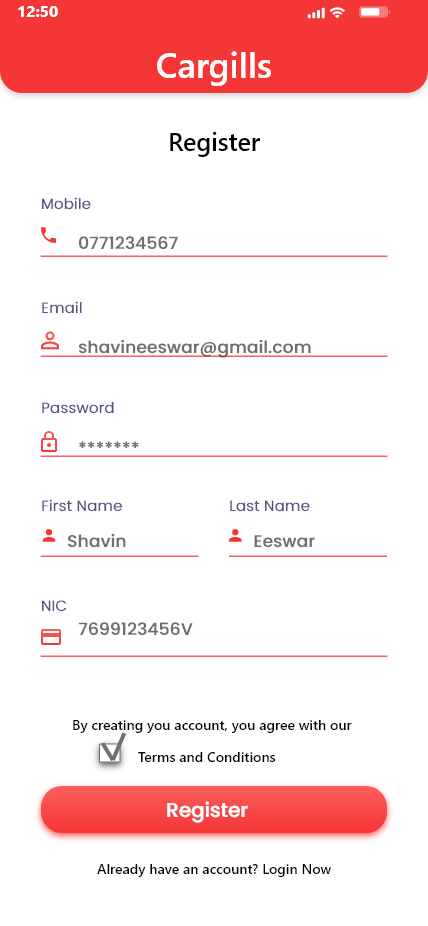 12:50
Cargills
Register
Mobile
0771234567
Email
shavineeswar@gmail.com
Password
*******
First Name Last Name
Shavin Eeswar
NIC
7699123456V
By creating you account, you agree with our
Terms and Conditions
Register
Already have an account? Login Now